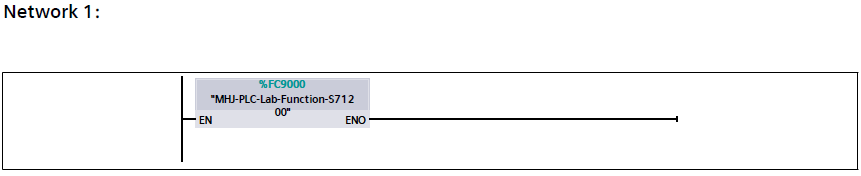 Network 1:
%FC9000
"MHJ-PLC-Lab-Function-S712
00"
EN ENO